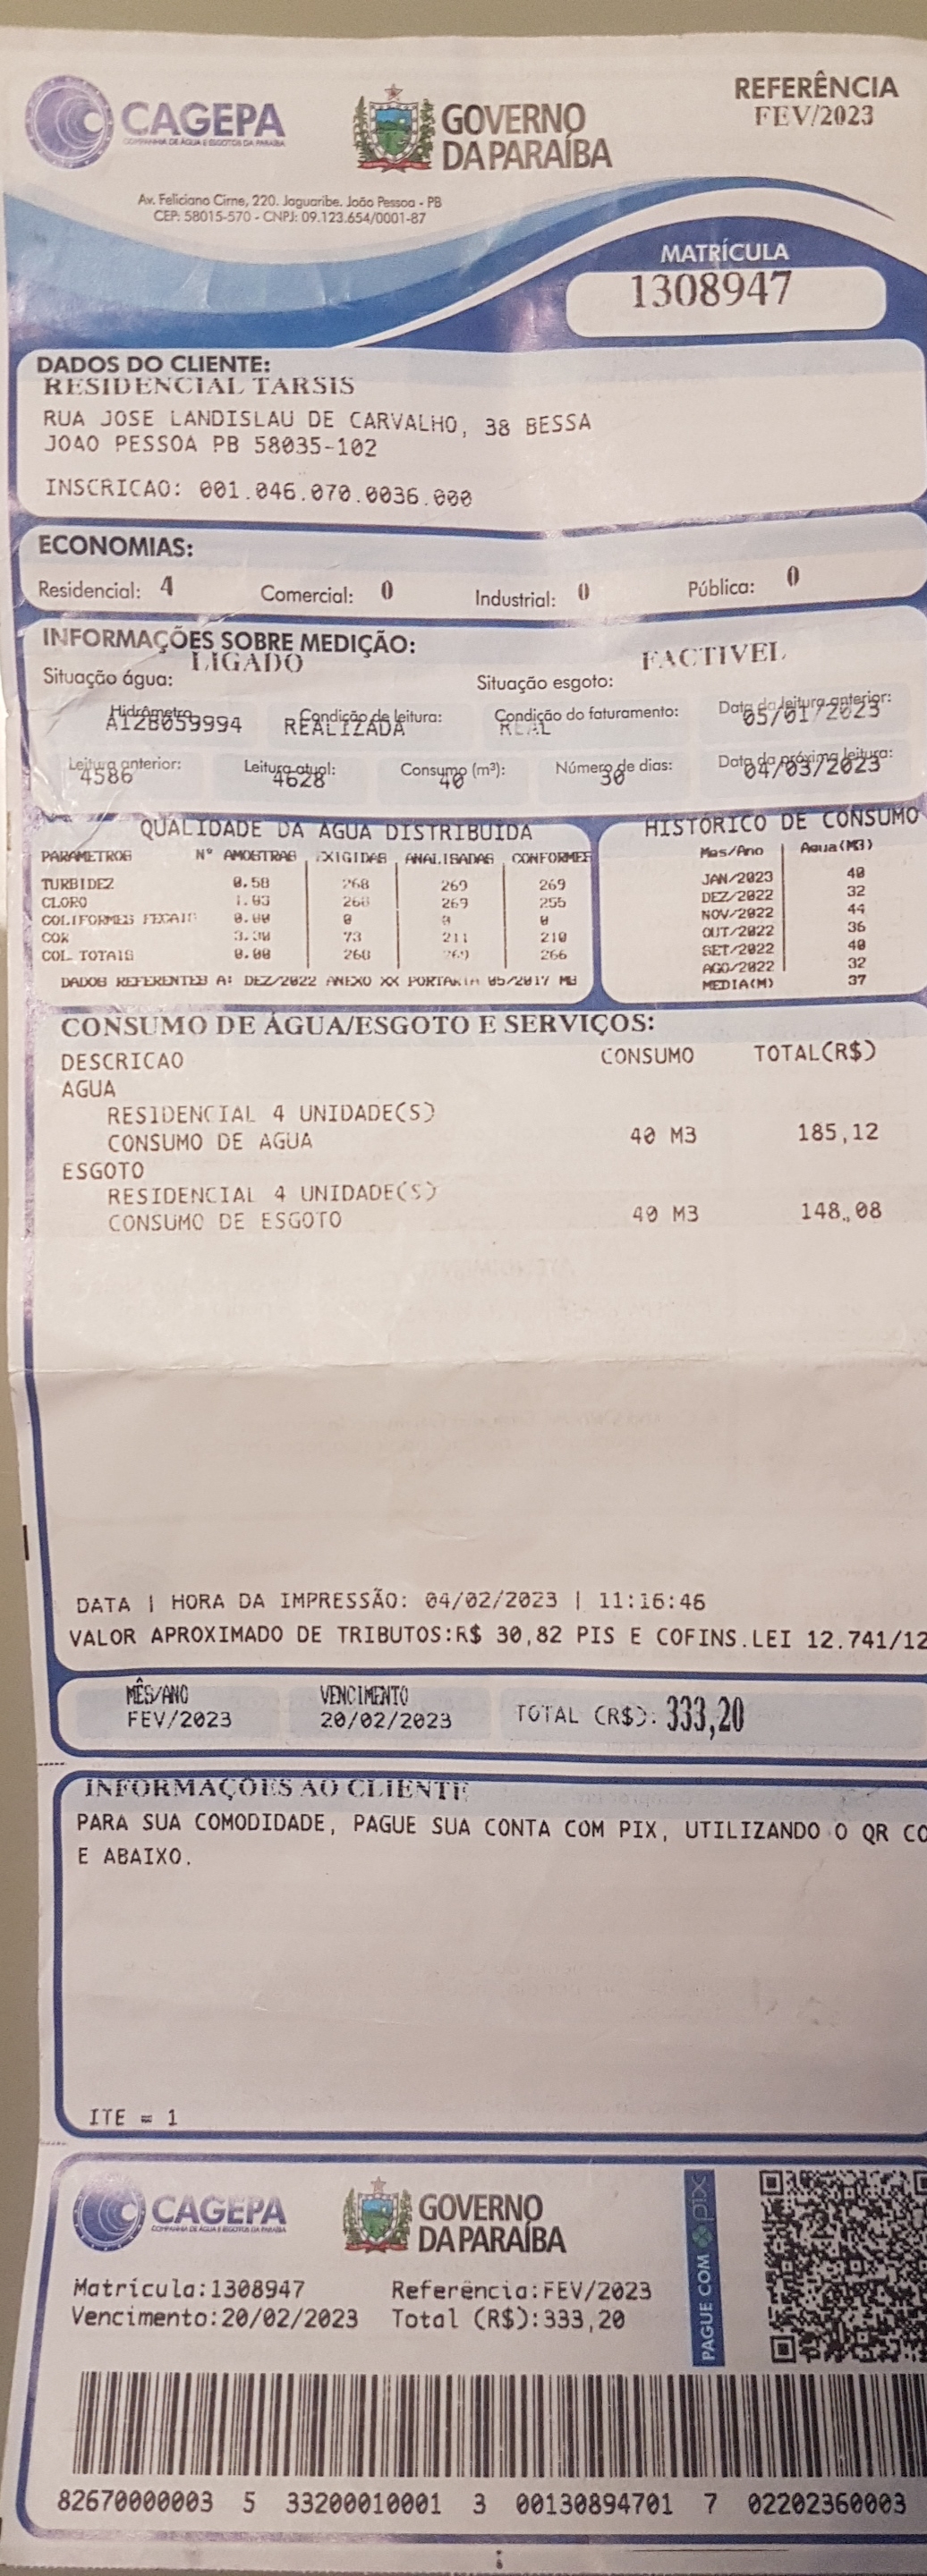 CAGEPA
COMPANHIA DE ÁGUA E ESGOTOS DA PARAÍBA
GOVERNO
DA PARAÍBA
REFERÊNCIA
FEV/2023
Av. Feliciano Cirne, 220. Jaguaribe. João Pessoa - PB
CEP: 58015-570 - CNPJ: 09.123.654/0001-87
MATRÍCULA
1308947
DADOS DO CLIENTE:
RESIDENCIAL TARSIS
RUA JOSE LANDISLAU DE CARVALHO, 38 BESSA
JOAO PESSOA PB 58035-102
INSCRICAO: 001.046.070.0036.000
ECONOMIAS:
Residencial: 4 Comercial: 0 Industrial: 0 Pública: 0
INFORMAÇÕES SOBRE MEDIÇÃO:
Situação água: LIGADO Situação esgoto: FACTIVEL
Hidrômetro Condição de leitura: Condição do faturamento: Data da leitura anterior:
A12B059994 REALIZADA REAL 05/01/2023
Leitura anterior: Leitura atual: Consumo (m³): Número de dias: Data da próxima leitura:
4586 4628 40 30 04/03/2023
QUALIDADE DA AGUA DISTRIBUIDA
PARAMETROS Nº AMOSTRAS EXIGIDAS ANALISADAS CONFORMES
TURBIDEZ 0.58 268 269 269
CLORO 1.03 268 269 255
COLIFORMES FECAIS 0.00 0 0 0
COR 3.30 73 211 210
COL. TOTAIS 0.00 268 269 266
DADOS REFERENTES A: DEZ/2022 ANEXO XX PORTARIA 05/2017 MS
HISTÓRICO DE CONSUMO
Mes/Ano Agua(M3)
JAN/2023 40
DEZ/2022 32
NOV/2022 44
OUT/2022 36
SET/2022 40
AGO/2022 32
MEDIA(M) 37
CONSUMO DE ÁGUA/ESGOTO E SERVIÇOS:
DESCRICAO CONSUMO TOTAL(R$)
AGUA
RESIDENCIAL 4 UNIDADE(S)
CONSUMO DE AGUA 40 M3 185,12
ESGOTO
RESIDENCIAL 4 UNIDADE(S)
CONSUMO DE ESGOTO 40 M3 148,08
DATA | HORA DA IMPRESSÃO: 04/02/2023 | 11:16:46
VALOR APROXIMADO DE TRIBUTOS:R$ 30,82 PIS E COFINS.LEI 12.741/12
MÊS/ANO VENCIMENTO
FEV/2023 20/02/2023 TOTAL (R$): 333,20
INFORMAÇÕES AO CLIENTE
PARA SUA COMODIDADE, PAGUE SUA CONTA COM PIX, UTILIZANDO O QR CO
E ABAIXO.
ITE = 1
CAGEPA
COMPANHIA DE ÁGUA E ESGOTOS DA PARAÍBA
GOVERNO
DA PARAÍBA
PAGUE COM pix
Matrícula:1308947 Referência:FEV/2023
Vencimento:20/02/2023 Total (R$):333,20
82670000003 5 33200010001 3 00130894701 7 02202360003